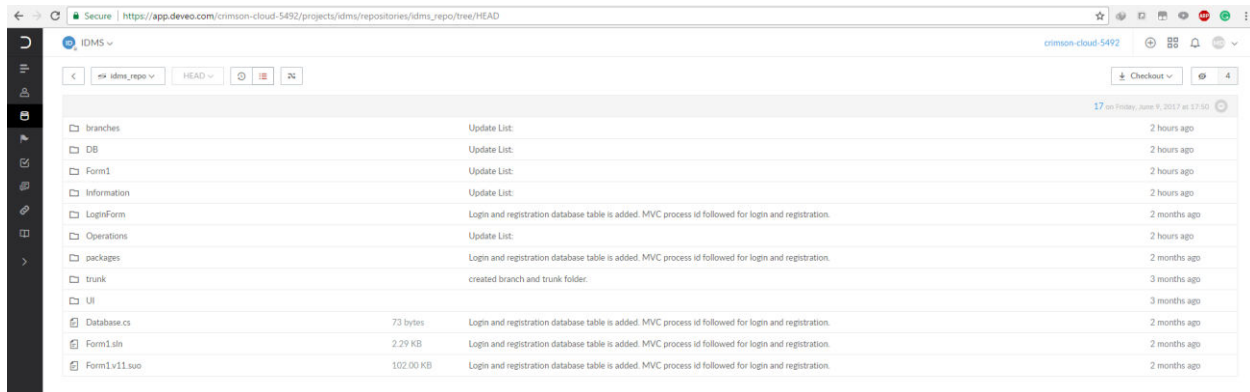 Secure | https://app.deveo.com/crimson-cloud-5492/projects/idms/repositories/idms_repo/tree/HEAD
ID IDMS crimson-cloud-5492
idms_repo HEAD Checkout 4
17 on Friday, June 9, 2017 at 17:50
branches Update List: 2 hours ago
DB Update List: 2 hours ago
Form1 Update List: 2 hours ago
Information Update List: 2 hours ago
LoginForm Login and registration database table is added. MVC process id followed for login and registration. 2 months ago
Operations Update List: 2 hours ago
packages Login and registration database table is added. MVC process id followed for login and registration. 2 months ago
trunk created branch and trunk folder. 3 months ago
UI 3 months ago
Database.cs 73 bytes Login and registration database table is added. MVC process id followed for login and registration. 2 months ago
Form1.sln 2.29 KB Login and registration database table is added. MVC process id followed for login and registration. 2 months ago
Form1.v11.suo 102.00 KB Login and registration database table is added. MVC process id followed for login and registration. 2 months ago